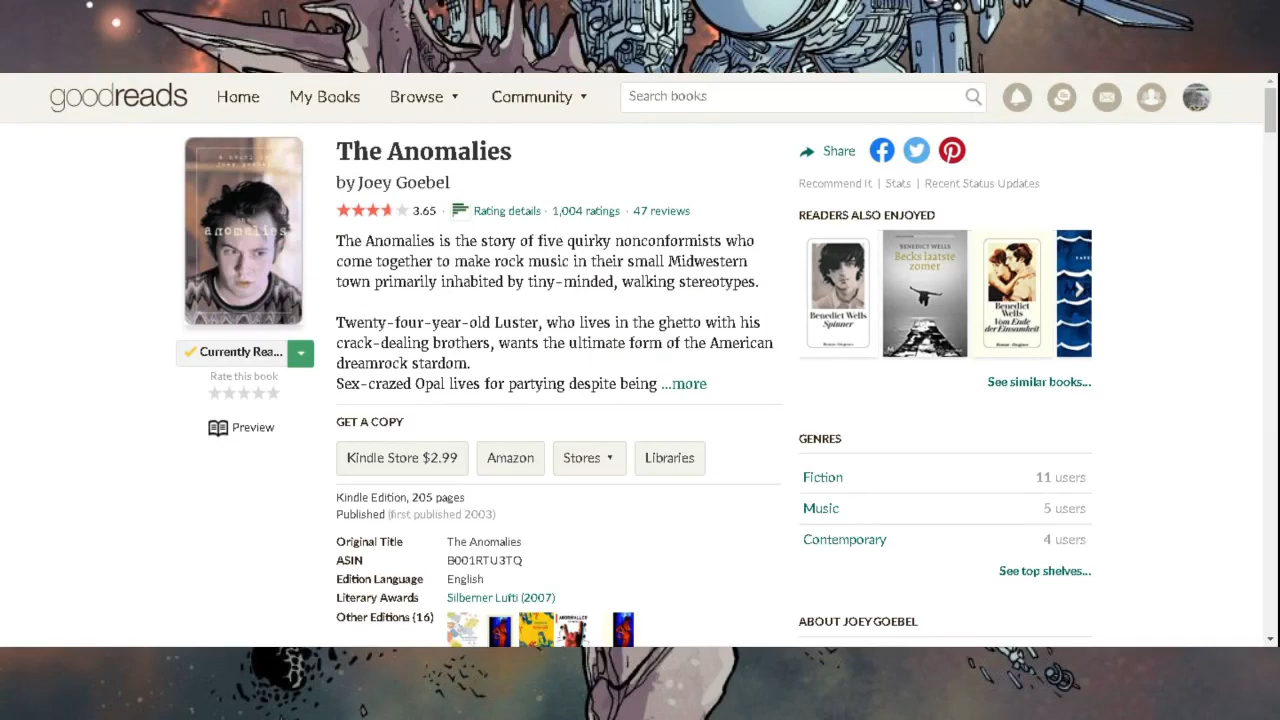 goodreads Home My Books Browse Community Search books
a novel by
joey goebel
anomalies
Currently Rea...
Rate this book
Preview
The Anomalies
by Joey Goebel
3.65 · Rating details · 1,004 ratings · 47 reviews
The Anomalies is the story of five quirky nonconformists who
come together to make rock music in their small Midwestern
town primarily inhabited by tiny-minded, walking stereotypes.
Twenty-four-year-old Luster, who lives in the ghetto with his
crack-dealing brothers, wants the ultimate form of the American
dreamrock stardom.
Sex-crazed Opal lives for partying despite being ...more
GET A COPY
Kindle Store $2.99 Amazon Stores Libraries
Kindle Edition, 205 pages
Published (first published 2003)
Original Title The Anomalies
ASIN B001RTU3TQ
Edition Language English
Literary Awards Silberner Lufti (2007)
Other Editions (16)
Share
Recommend It | Stats | Recent Status Updates
READERS ALSO ENJOYED
Benedict Wells
Spinner
BENEDICT WELLS
Becks laatste
zomer
Benedict
Wells
Vom Ende
der Einsamkeit
See similar books...
GENRES
Fiction 11 users
Music 5 users
Contemporary 4 users
See top shelves...
ABOUT JOEY GOEBEL